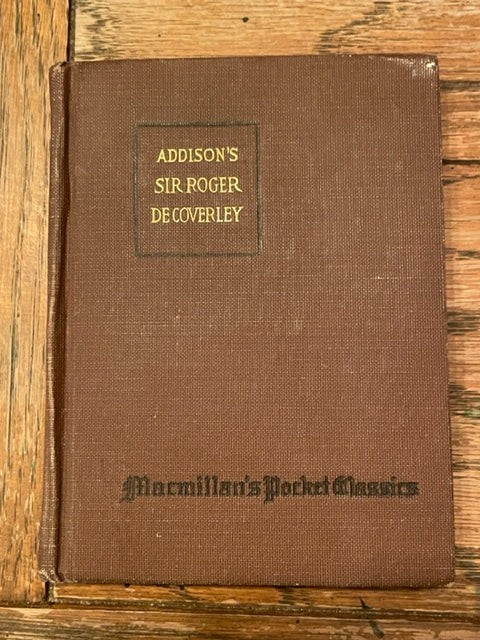 ADDISON'S
SIR ROGER
DE COVERLEY
Macmillan's Pocket Classics